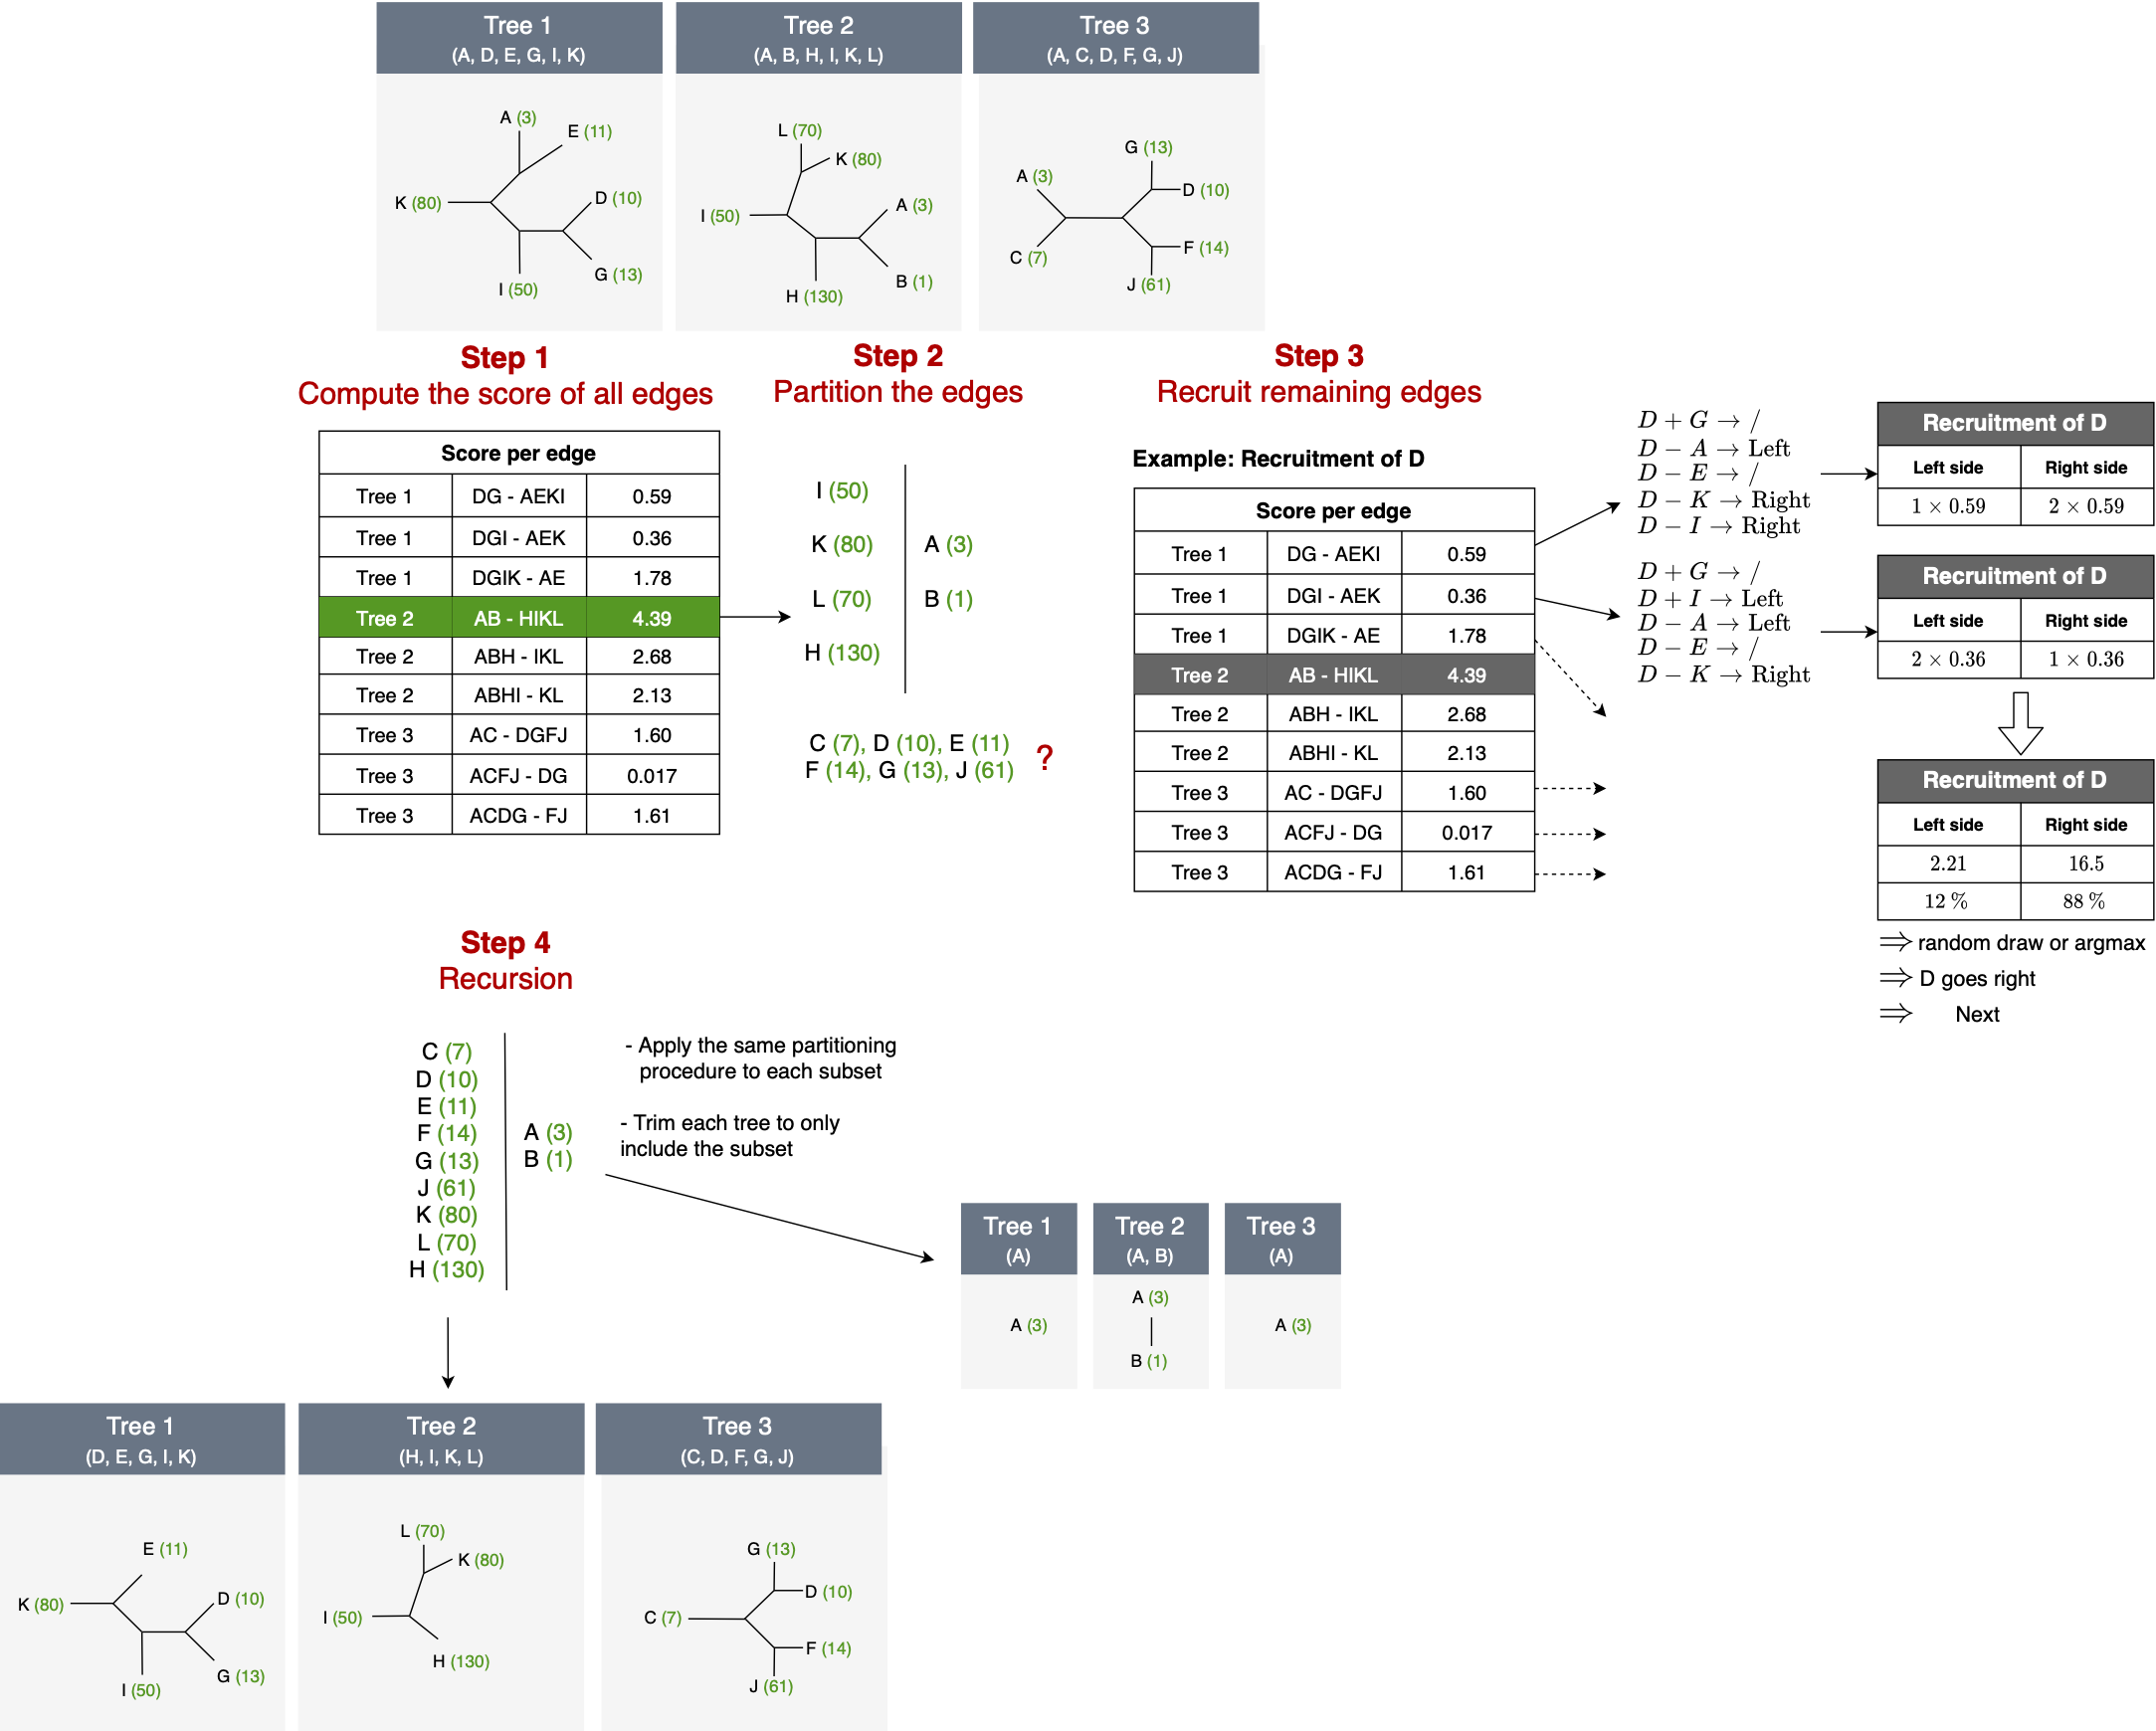 Tree 1
(A, D, E, G, I, K)
Tree 2
(A, B, H, I, K, L)
Tree 3
(A, C, D, F, G, J)
A (3)
E (11)
K (80)
D (10)
I (50)
G (13)
L (70)
K (80)
I (50)
A (3)
H (130)
B (1)
G (13)
A (3)
D (10)
C (7)
F (14)
J (61)
Step 1
Compute the score of all edges
Score per edge
Tree 1 DG - AEKI 0.59
Tree 1 DGI - AEK 0.36
Tree 1 DGIK - AE 1.78
Tree 2 AB - HIKL 4.39
Tree 2 ABH - IKL 2.68
Tree 2 ABHI - KL 2.13
Tree 3 AC - DGFJ 1.60
Tree 3 ACFJ - DG 0.017
Tree 3 ACDG - FJ 1.61
Step 2
Partition the edges
I (50)
K (80)
L (70)
H (130)
A (3)
B (1)
C (7), D (10), E (11)
F (14), G (13), J (61)
?
Step 3
Recruit remaining edges
Example: Recruitment of D
Score per edge
Tree 1 DG - AEKI 0.59
Tree 1 DGI - AEK 0.36
Tree 1 DGIK - AE 1.78
Tree 2 AB - HIKL 4.39
Tree 2 ABH - IKL 2.68
Tree 2 ABHI - KL 2.13
Tree 3 AC - DGFJ 1.60
Tree 3 ACFJ - DG 0.017
Tree 3 ACDG - FJ 1.61
D + G → /
D − A → Left
D − E → /
D − K → Right
D − I → Right
Recruitment of D
Left side Right side
1 × 0.59 2 × 0.59
D + G → /
D + I → Left
D − A → Left
D − E → /
D − K → Right
Recruitment of D
Left side Right side
2 × 0.36 1 × 0.36
Recruitment of D
Left side Right side
2.21 16.5
12 % 88 %
⇒ random draw or argmax
⇒ D goes right
⇒ Next
Step 4
Recursion
C (7)
D (10)
E (11)
F (14)
G (13)
J (61)
K (80)
L (70)
H (130)
A (3)
B (1)
- Apply the same partitioning
procedure to each subset
- Trim each tree to only
include the subset
Tree 1
(A)
Tree 2
(A, B)
Tree 3
(A)
A (3)
A (3)
B (1)
A (3)
Tree 1
(D, E, G, I, K)
Tree 2
(H, I, K, L)
Tree 3
(C, D, F, G, J)
E (11)
K (80)
D (10)
G (13)
I (50)
L (70)
K (80)
I (50)
H (130)
G (13)
D (10)
C (7)
F (14)
J (61)